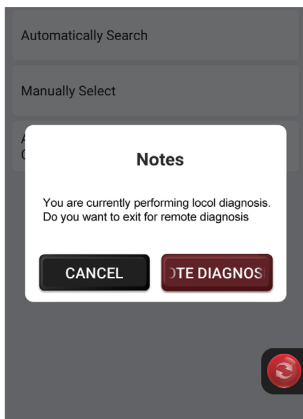 Automatically Search
Manually Select
Notes
You are currently performing locol diagnosis.
Do you want to exit for remote diagnosis
CANCEL
OTE DIAGNOS